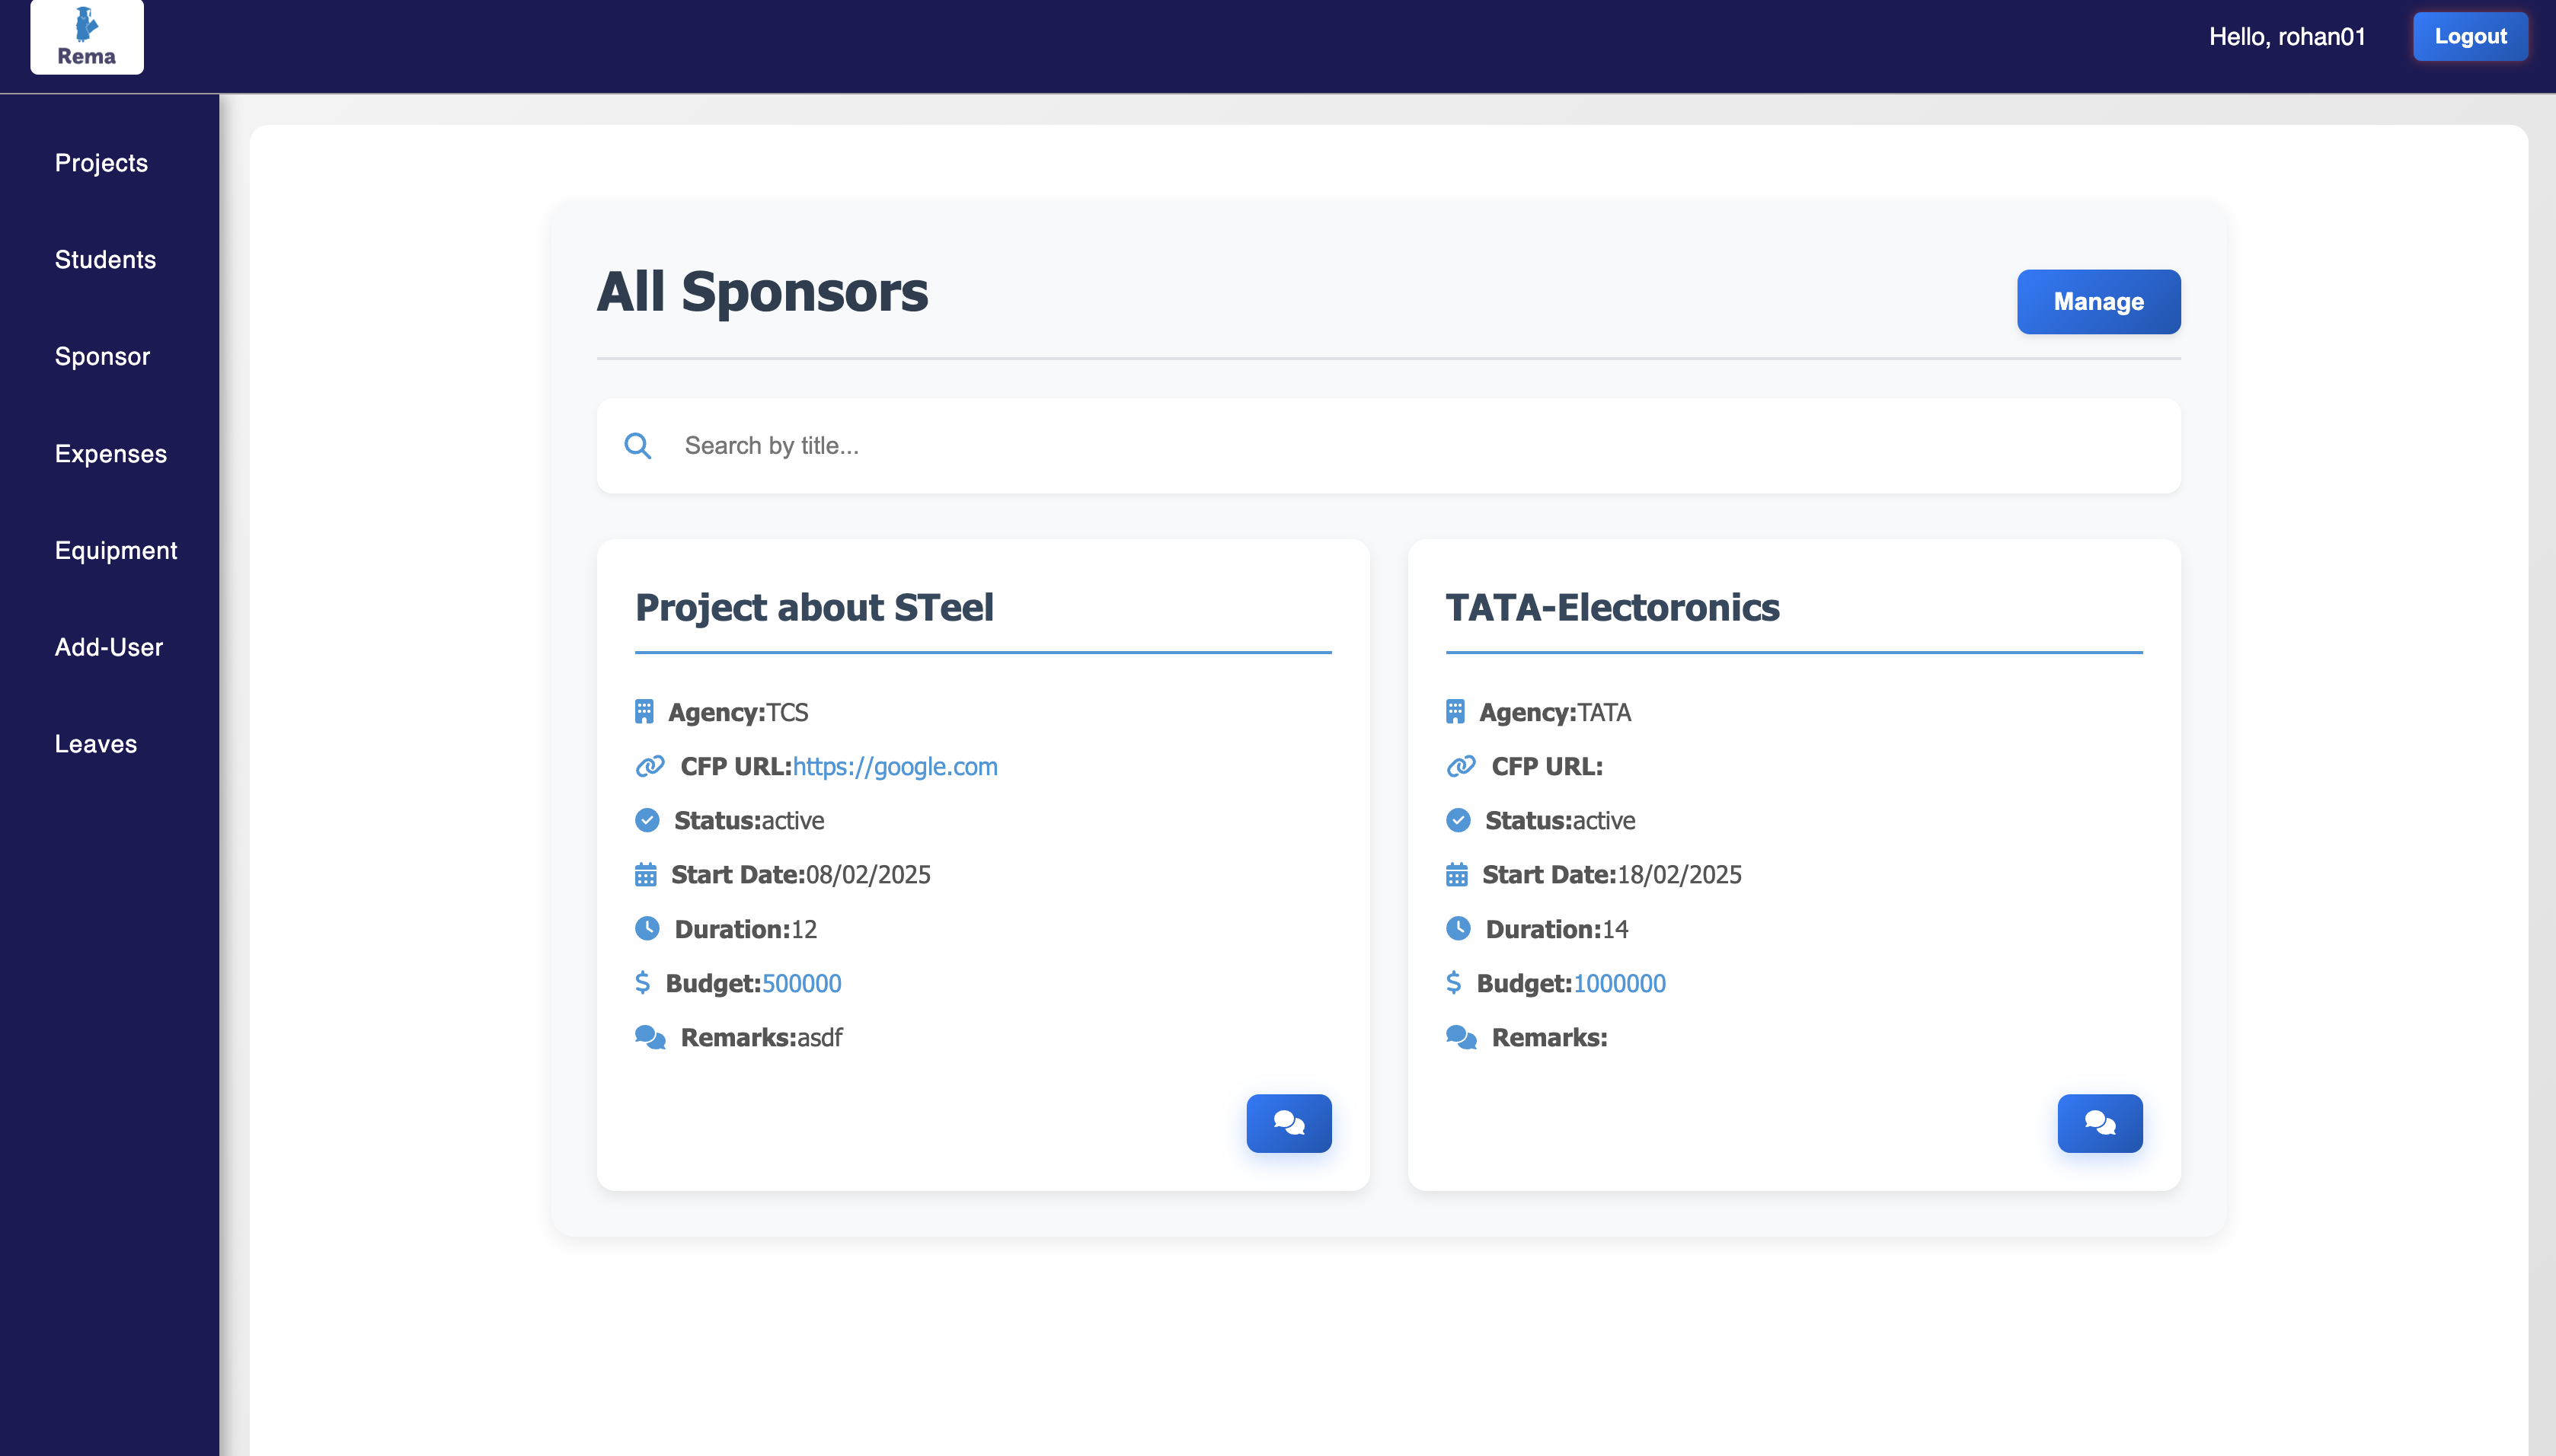 Rema
Hello, rohan01
Logout
Projects
Students
Sponsor
Expenses
Equipment
Add-User
Leaves
All Sponsors
Manage
Search by title...
Project about STeel
Agency:TCS
CFP URL:https://google.com
Status:active
Start Date:08/02/2025
Duration:12
Budget:500000
Remarks:asdf
TATA-Electoronics
Agency:TATA
CFP URL:
Status:active
Start Date:18/02/2025
Duration:14
Budget:1000000
Remarks: